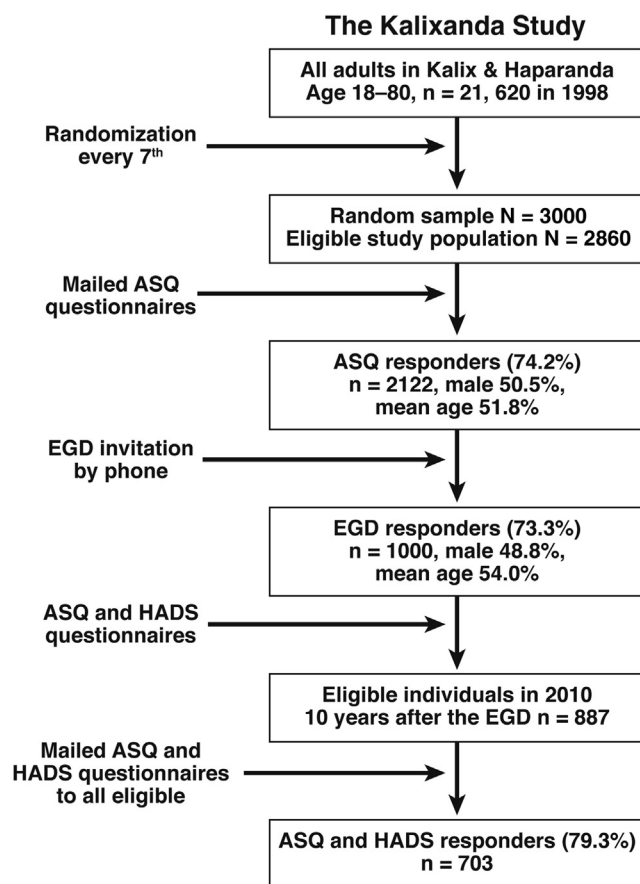 The Kalixanda Study
All adults in Kalix & Haparanda
Age 18–80, n = 21, 620 in 1998
Randomization
every 7th
Random sample N = 3000
Eligible study population N = 2860
Mailed ASQ
questionnaires
ASQ responders (74.2%)
n = 2122, male 50.5%,
mean age 51.8%
EGD invitation
by phone
EGD responders (73.3%)
n = 1000, male 48.8%,
mean age 54.0%
ASQ and HADS
questionnaires
Eligible individuals in 2010
10 years after the EGD n = 887
Mailed ASQ and
HADS questionnaires
to all eligible
ASQ and HADS responders (79.3%)
n = 703